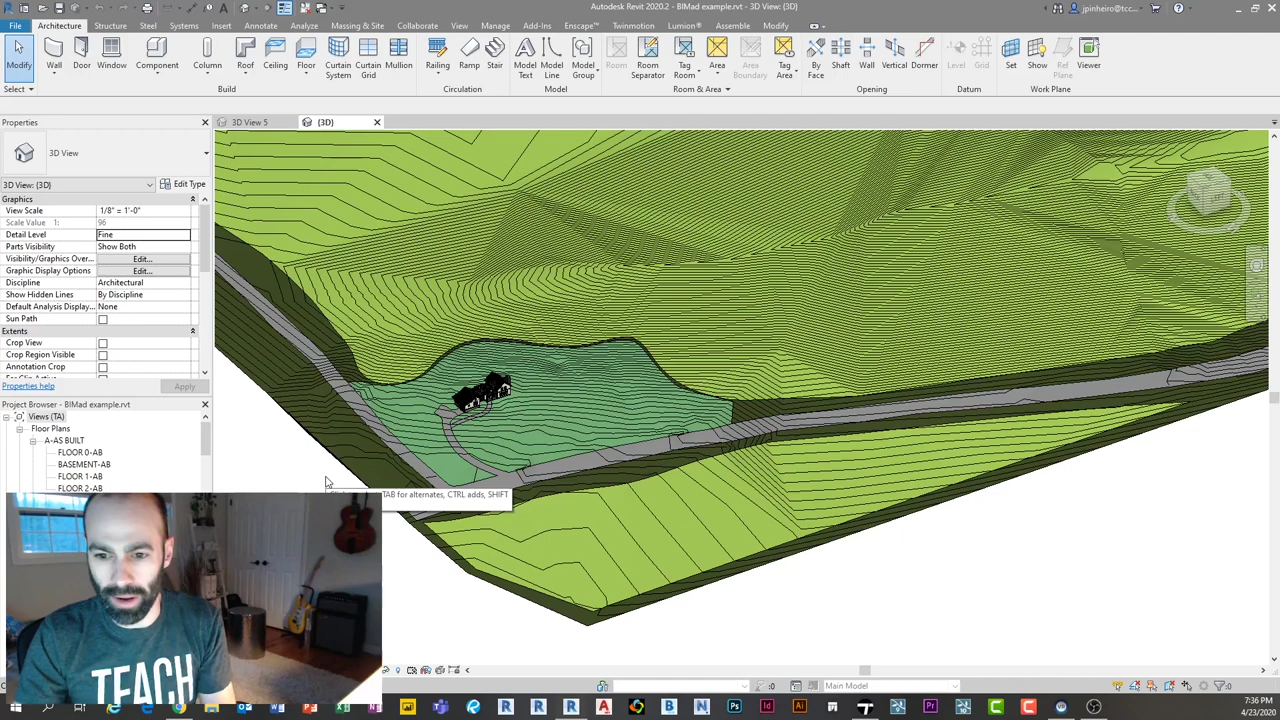 Autodesk Revit 2020.2 - BIMad example.rvt - 3D View: {3D}
jpinheiro@tcc...
File Architecture Structure Steel Systems Insert Annotate Analyze Massing & Site Collaborate View Manage Add-Ins Enscape™ Twinmotion Lumion® Assemble Modify
Modify Wall Door Window Component Column Roof Ceiling Floor Curtain System Curtain Grid Mullion Railing Ramp Stair Model Text Model Line Model Group Room Room Separator Tag Room Area Area Boundary Tag Area By Face Shaft Wall Vertical Dormer Level Grid Set Show Ref Plane Viewer
Select Build Circulation Model Room & Area Opening Datum Work Plane
Properties
3D View 5 {3D}
3D View
3D View: {3D} Edit Type
Graphics
View Scale 1/8" = 1'-0"
Scale Value 1: 96
Detail Level Fine
Parts Visibility Show Both
Visibility/Graphics Over... Edit...
Graphic Display Options Edit...
Discipline Architectural
Show Hidden Lines By Discipline
Default Analysis Display... None
Sun Path
Extents
Crop View
Crop Region Visible
Annotation Crop
Properties help Apply
Project Browser - BIMad example.rvt
Views (TA)
Floor Plans
A-AS BUILT
FLOOR 0-AB
BASEMENT-AB
FLOOR 1-AB
FLOOR 2-AB
TAB for alternates, CTRL adds, SHIFT
TEACH
:0 Main Model :0
7:36 PM
4/23/2020